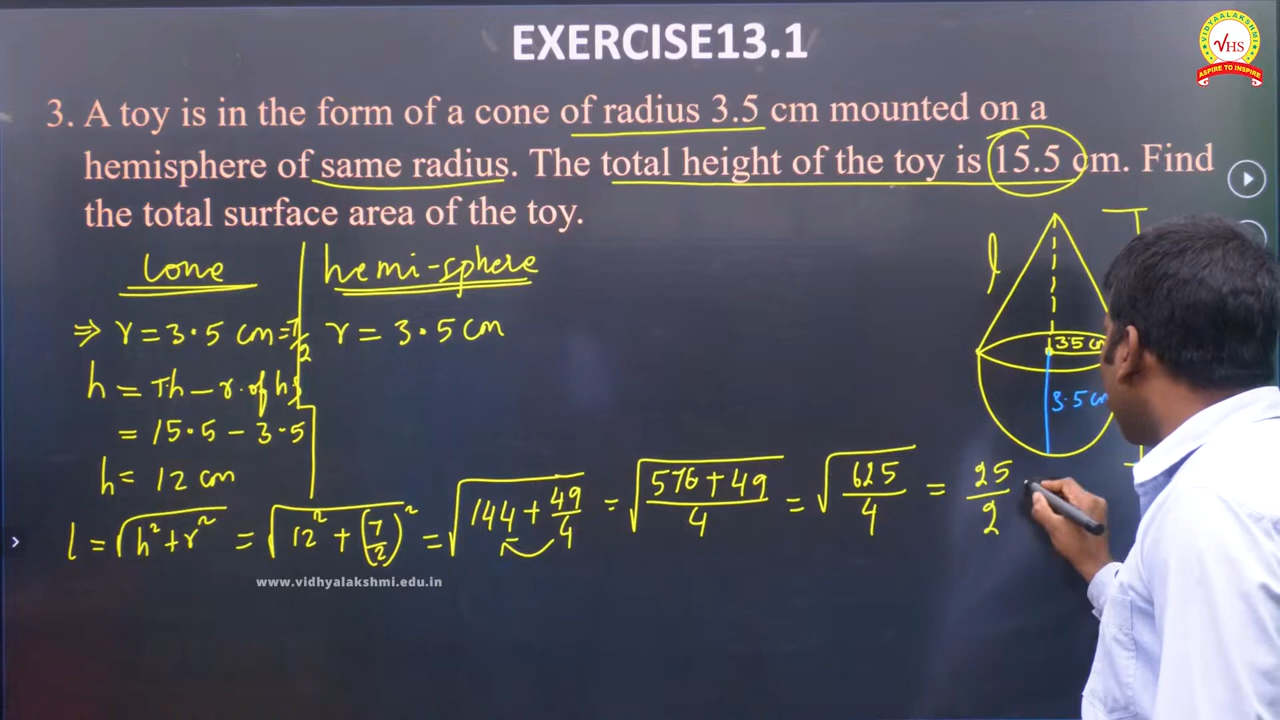 EXERCISE13.1
VIDYAALAKSHMI
VHS
ASPIRE TO INSPIRE
3. A toy is in the form of a cone of radius 3.5 cm mounted on a
hemisphere of same radius. The total height of the toy is 15.5 cm. Find
the total surface area of the toy.
Cone
hemi-sphere
⇒ r = 3.5 cm = 7/2
r = 3.5 cm
h = T.h - r. of hs
= 15.5 - 3.5
h = 12 cm
l = √(h² + r²) = √(12² + (7/2)²) = √(144 + 49/4) = √((576 + 49)/4) = √(625/4) = 25/2
l
3.5 cm
3.5 cm
www.vidhyalakshmi.edu.in